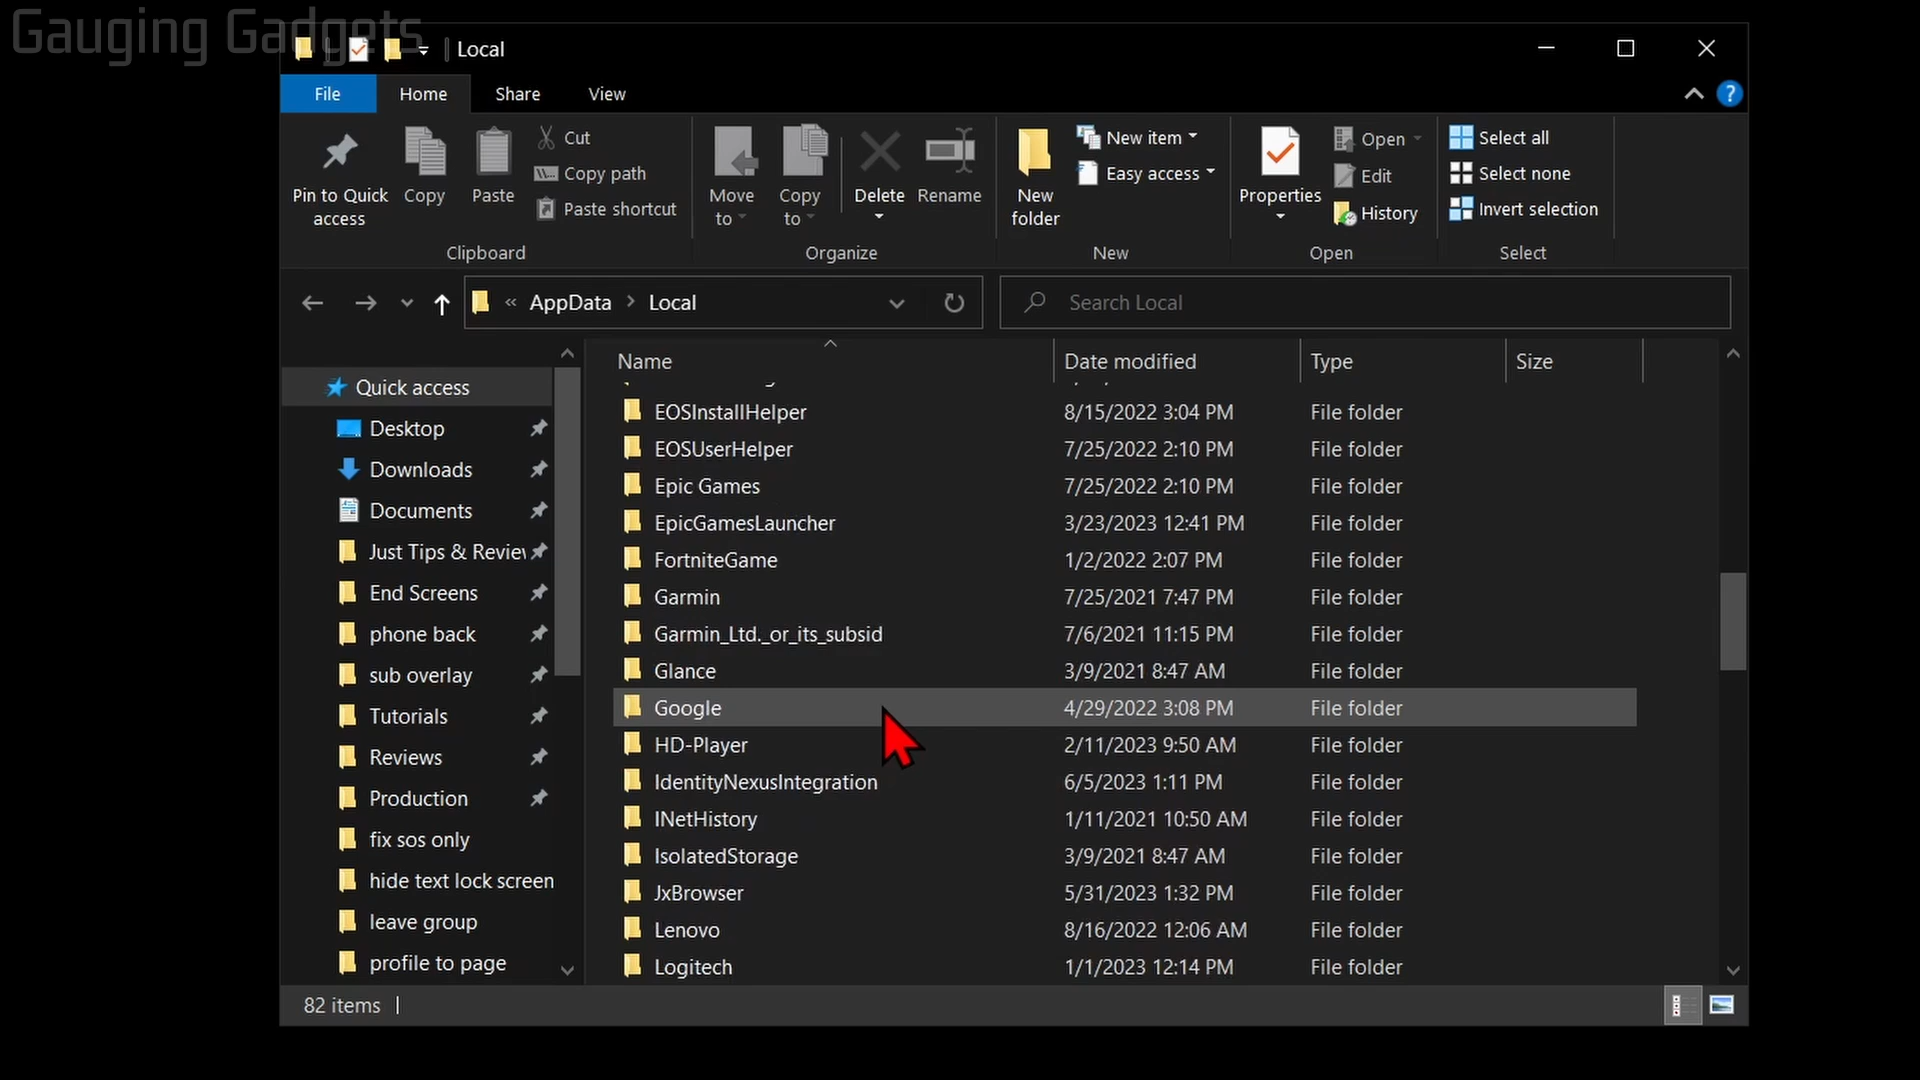 Gauging Gadgets
Local
File Home Share View
Pin to Quick access
Copy
Paste
Cut
Copy path
Paste shortcut
Clipboard
Move to
Copy to
Delete
Rename
Organize
New folder
New item
Easy access
New
Properties
Open
Edit
History
Open
Select all
Select none
Invert selection
Select
« AppData > Local
Search Local
Quick access
Desktop
Downloads
Documents
Just Tips & Review
End Screens
phone back
sub overlay
Tutorials
Reviews
Production
fix sos only
hide text lock screen
leave group
profile to page
Name Date modified Type Size
EOSInstallHelper 8/15/2022 3:04 PM File folder
EOSUserHelper 7/25/2022 2:10 PM File folder
Epic Games 7/25/2022 2:10 PM File folder
EpicGamesLauncher 3/23/2023 12:41 PM File folder
FortniteGame 1/2/2022 2:07 PM File folder
Garmin 7/25/2021 7:47 PM File folder
Garmin_Ltd._or_its_subsid 7/6/2021 11:15 PM File folder
Glance 3/9/2021 8:47 AM File folder
Google 4/29/2022 3:08 PM File folder
HD-Player 2/11/2023 9:50 AM File folder
IdentityNexusIntegration 6/5/2023 1:11 PM File folder
INetHistory 1/11/2021 10:50 AM File folder
IsolatedStorage 3/9/2021 8:47 AM File folder
JxBrowser 5/31/2023 1:32 PM File folder
Lenovo 8/16/2022 12:06 AM File folder
Logitech 1/1/2023 12:14 PM File folder
82 items